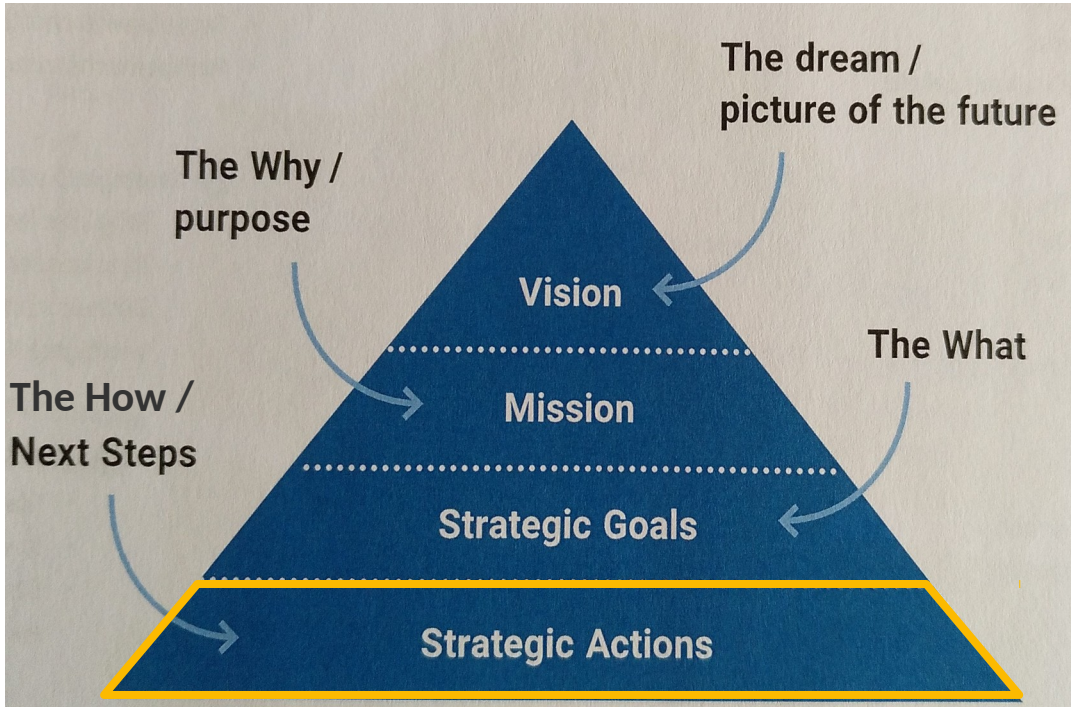 The dream /
picture of the future
The Why /
purpose
Vision
The What
Mission
The How /
Next Steps
Strategic Goals
Strategic Actions